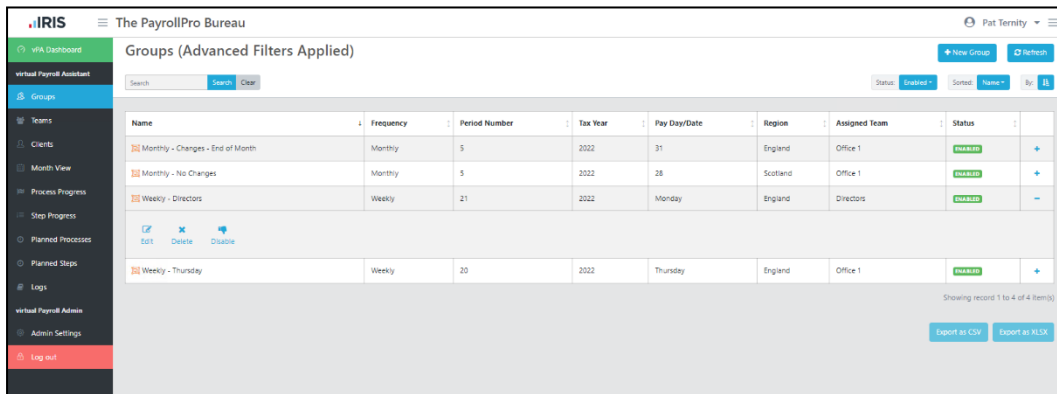 IRIS The PayrollPro Bureau Pat Ternity
vPA Dashboard
virtual Payroll Assistant
Groups
Teams
Clients
Month View
Process Progress
Step Progress
Planned Processes
Planned Steps
Logs
virtual Payroll Admin
Admin Settings
Log out
Groups (Advanced Filters Applied) New Group Refresh
Search Search Clear Status: Enabled Sorted: Name By:
Name Frequency Period Number Tax Year Pay Day/Date Region Assigned Team Status
Monthly - Changes - End of Month Monthly 5 2022 31 England Office 1 ENABLED +
Monthly - No Changes Monthly 5 2022 28 Scotland Office 1 ENABLED +
Weekly - Directors Weekly 21 2022 Monday England Directors ENABLED −
Edit Delete Disable
Weekly - Thursday Weekly 20 2022 Thursday England Office 1 ENABLED +
Showing record 1 to 4 of 4 item(s)
Export as CSV Export as XLSX